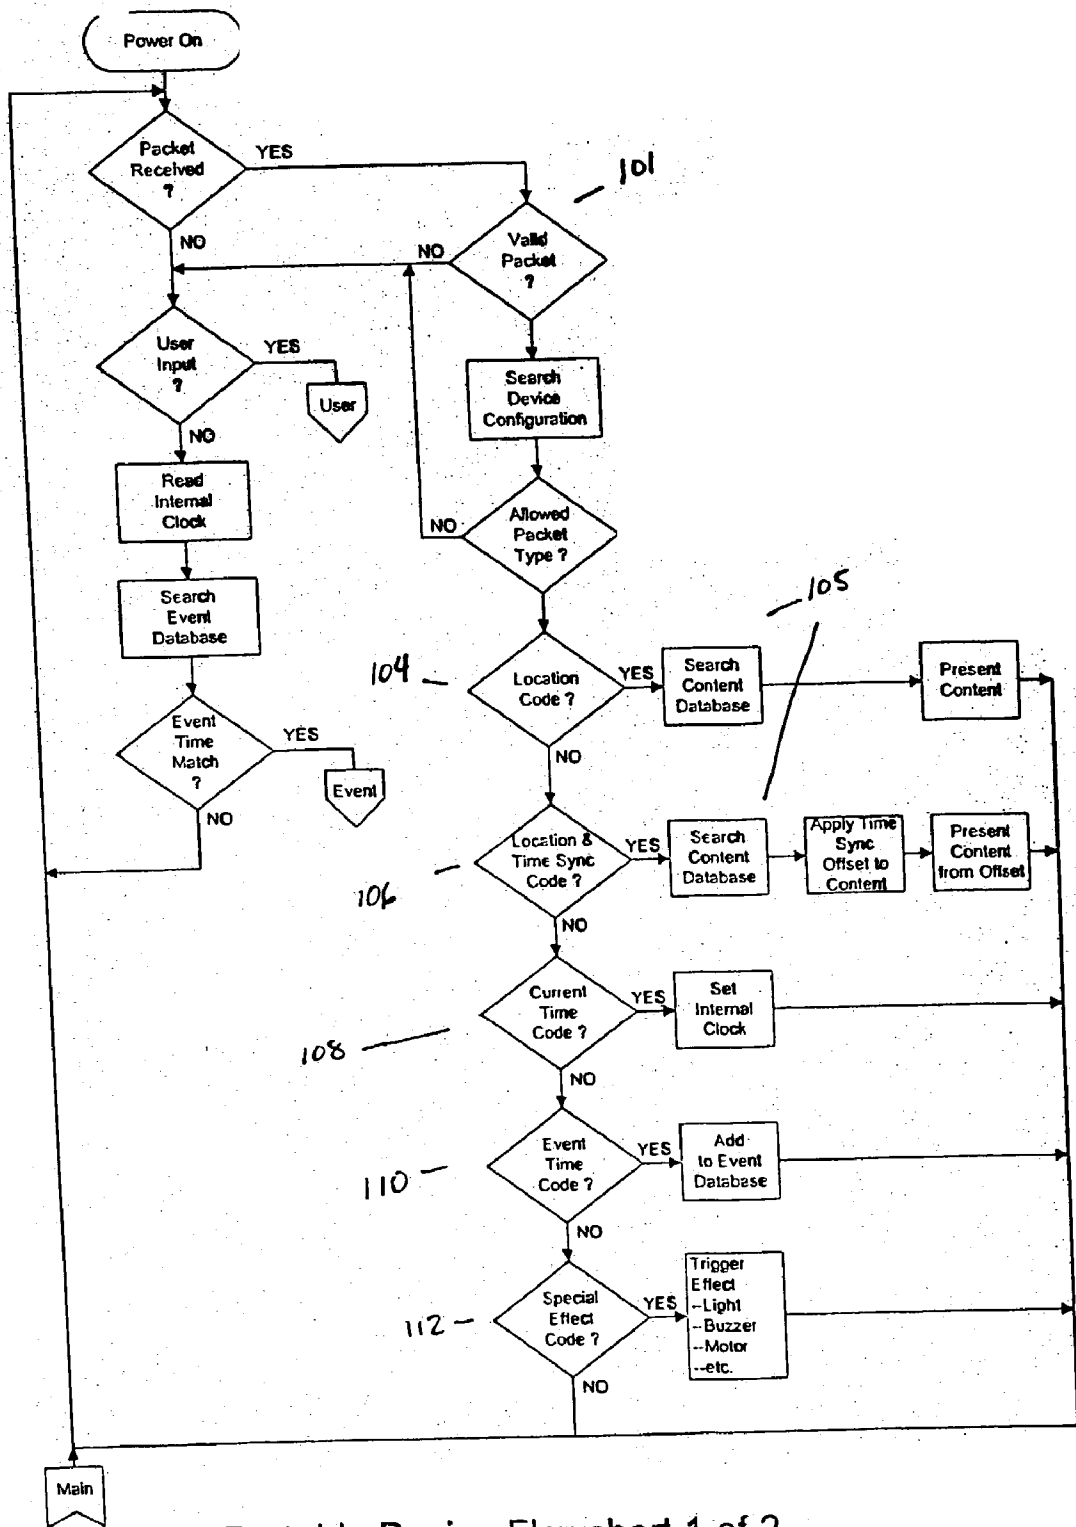 Power On
Packet
Received
?
YES
NO
101
Valid
Packet
?
NO
User
Input
?
YES
User
NO
Search
Device
Configuration
Read
Internal
Clock
Allowed
Packet
Type ?
NO
Search
Event
Database
Event
Time
Match
?
YES
Event
NO
104
Location
Code ?
YES
Search
Content
Database
105
Present
Content
NO
106
Location &
Time Sync
Code ?
YES
Search
Content
Database
Apply Time
Sync
Offset to
Content
Present
Content
from Offset
NO
108
Current
Time
Code ?
YES
Set
Internal
Clock
NO
110
Event
Time
Code ?
YES
Add
to Event
Database
NO
112
Special
Effect
Code ?
YES
Trigger
Effect
--Light
--Buzzer
--Motor
--etc.
NO
Main
Flowchart 1 of 2